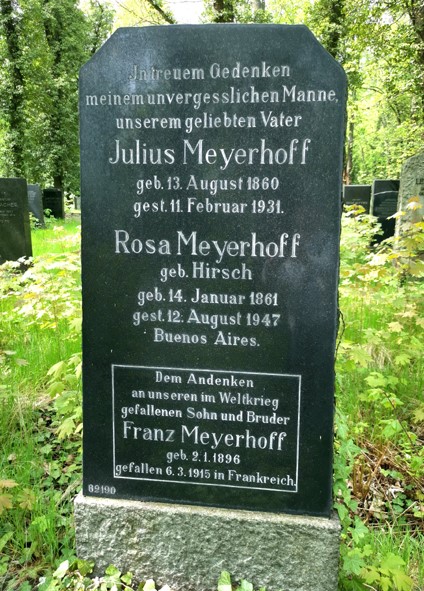 In treuem Gedenken
meinem unvergesslichen Manne,
unserem geliebten Vater
Julius Meyerhoff
geb. 13. August 1860
gest. 11. Februar 1931.
Rosa Meyerhoff
geb. Hirsch
geb. 14. Januar 1861
gest. 12. August 1947
Buenos Aires.
Dem Andenken
an unseren im Weltkrieg
gefallenen Sohn und Bruder
Franz Meyerhoff
geb. 2.1.1896
gefallen 6.3.1915 in Frankreich.
82190